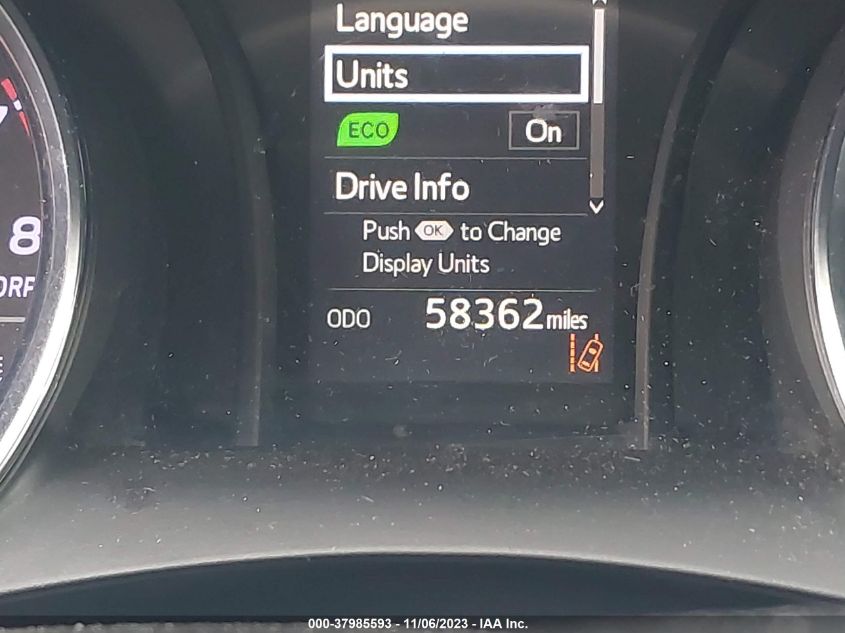 Language
Units
ECO On
Drive Info
Push OK to Change
Display Units
ODO 58362 miles
8
000-37985593 - 11/06/2023 - IAA Inc.